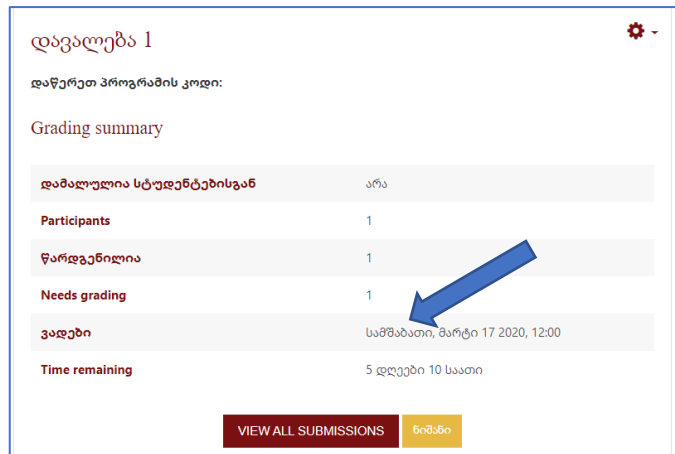 დავალება 1
დაწერეთ პროგრამის კოდი:
Grading summary
დამალულია სტუდენტებისგან არა
Participants 1
წარდგენილია 1
Needs grading 1
ვადები სამშაბათი, მარტი 17 2020, 12:00
Time remaining 5 დღეები 10 საათი
VIEW ALL SUBMISSIONS ნიშანი